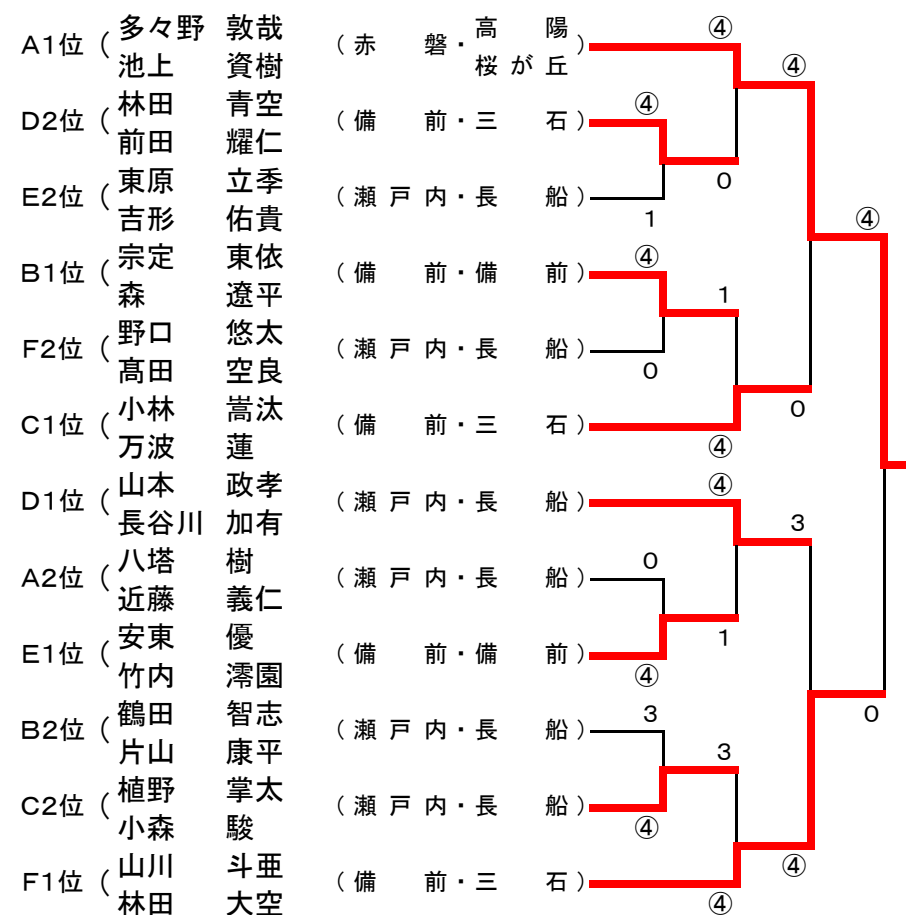 高 陽
A1位 ( 多々野 敦哉 ( 赤 磐・ ) ④
池上 資樹 桜が丘
④
D2位 ( 林田 青空 ( 備 前・三 石 ) ④
前田 耀仁
0
E2位 ( 東原 立季 ( 瀬戸内・長 船 ) 1
吉形 佑貴
④
B1位 ( 宗定 東依 ( 備 前・備 前 ) ④
森 遼平
1
F2位 ( 野口 悠太 ( 瀬戸内・長 船 ) 0
髙田 空良
0
C1位 ( 小林 嵩汰 ( 備 前・三 石 ) ④
万波 蓮
D1位 ( 山本 政孝 ( 瀬戸内・長 船 ) ④
長谷川 加有
3
A2位 ( 八塔 樹 ( 瀬戸内・長 船 ) 0
近藤 義仁
1
E1位 ( 安東 優 ( 備 前・備 前 ) ④
竹内 澪園
B2位 ( 鶴田 智志 ( 瀬戸内・長 船 ) 3
片山 康平
0
3
C2位 ( 植野 掌太 ( 瀬戸内・長 船 ) ④
小森 駿
④
F1位 ( 山川 斗亜 ( 備 前・三 石 ) ④
林田 大空